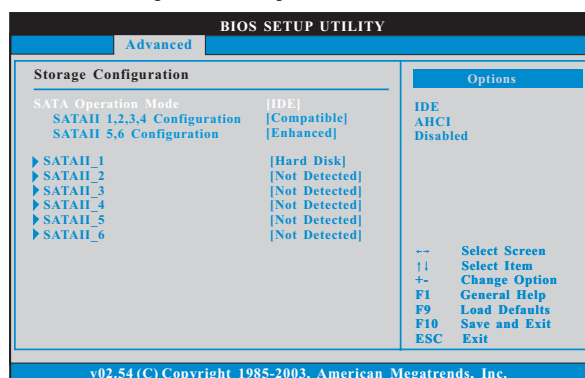 BIOS SETUP UTILITY
Advanced
Storage Configuration
SATA Operation Mode [IDE]
SATAII 1,2,3,4 Configuration [Compatible]
SATAII 5,6 Configuration [Enhanced]
SATAII_1 [Hard Disk]
SATAII_2 [Not Detected]
SATAII_3 [Not Detected]
SATAII_4 [Not Detected]
SATAII_5 [Not Detected]
SATAII_6 [Not Detected]
Options
IDE
AHCI
Disabled
←→ Select Screen
↑↓ Select Item
+- Change Option
F1 General Help
F9 Load Defaults
F10 Save and Exit
ESC Exit
v02.54 (C) Copyright 1985-2003, American Megatrends, Inc.